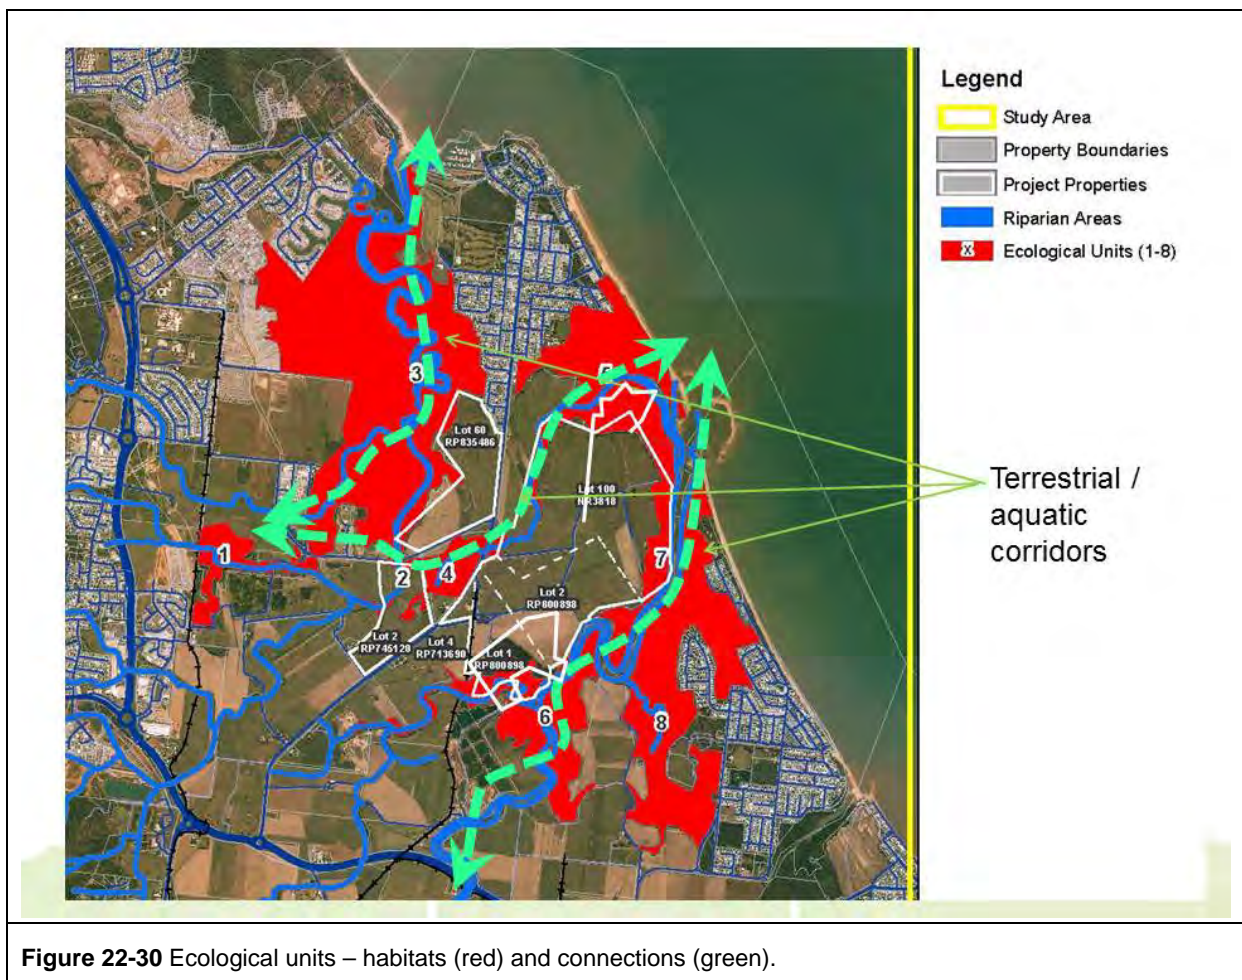 Legend
Study Area
Property Boundaries
Project Properties
Riparian Areas
X Ecological Units (1-8)
3
5
Lot 60
RP835486
Lot 100
NR3818
Terrestrial /
aquatic
corridors
1
2
4
7
Lot 2
RP800898
Lot 2
RP745120
Lot 4
RP713690
Lot 1
RP800898
6
8
Figure 22-30 Ecological units – habitats (red) and connections (green).